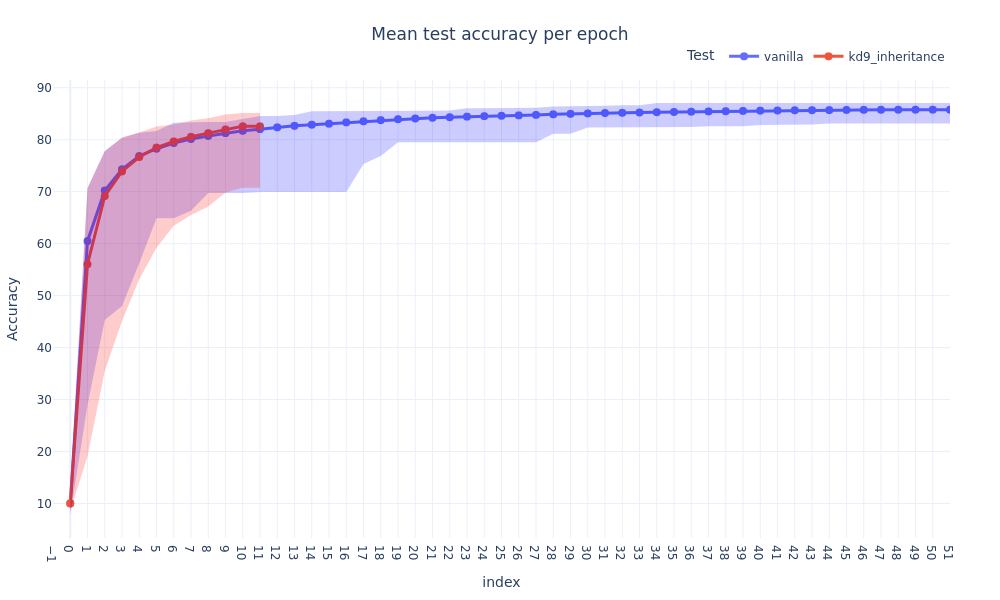 Mean test accuracy per epoch
Test vanilla kd9_inheritance
Accuracy
90
80
70
60
50
40
30
20
10
−1 0 1 2 3 4 5 6 7 8 9 10 11 12 13 14 15 16 17 18 19 20 21 22 23 24 25 26 27 28 29 30 31 32 33 34 35 36 37 38 39 40 41 42 43 44 45 46 47 48 49 50 51
index